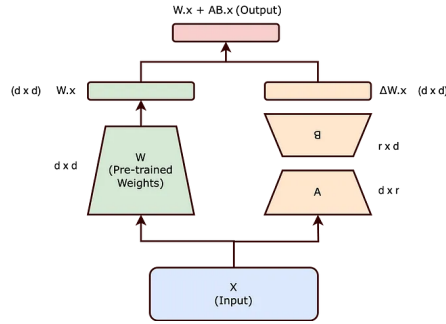 W.x + AB.x (Output)
(d x d) W.x
ΔW.x (d x d)
B
r x d
W
(Pre-trained
Weights)
d x d
A
d x r
X
(Input)